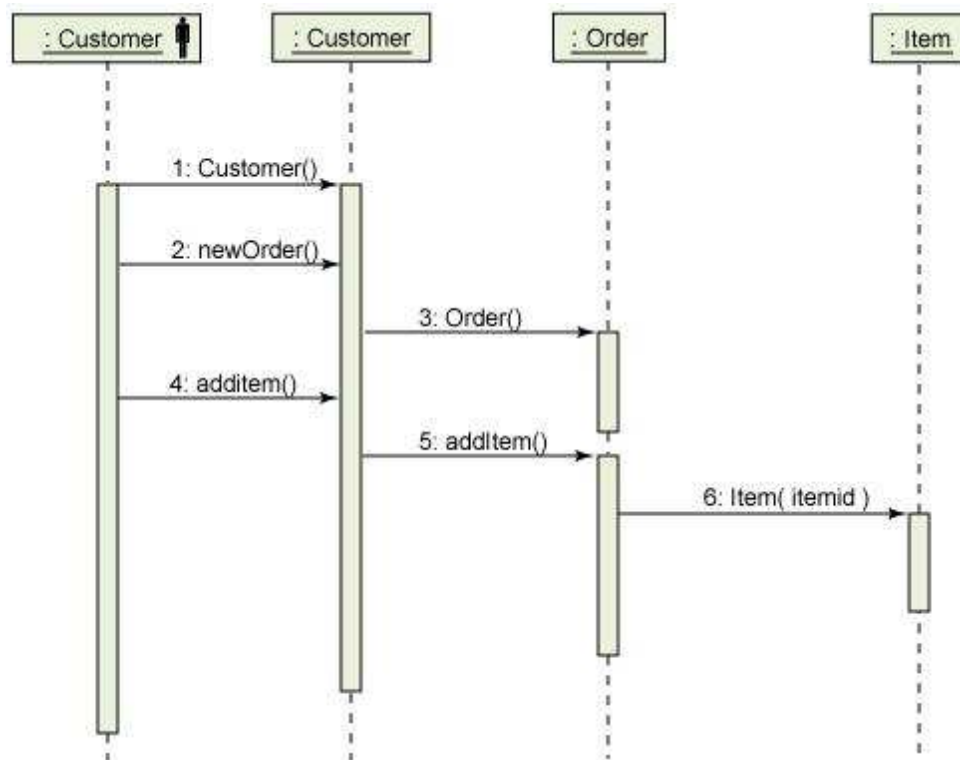 : Customer
: Customer
: Order
: Item
1: Customer()
2: newOrder()
3: Order()
4: additem()
5: addItem()
6: Item( itemid )